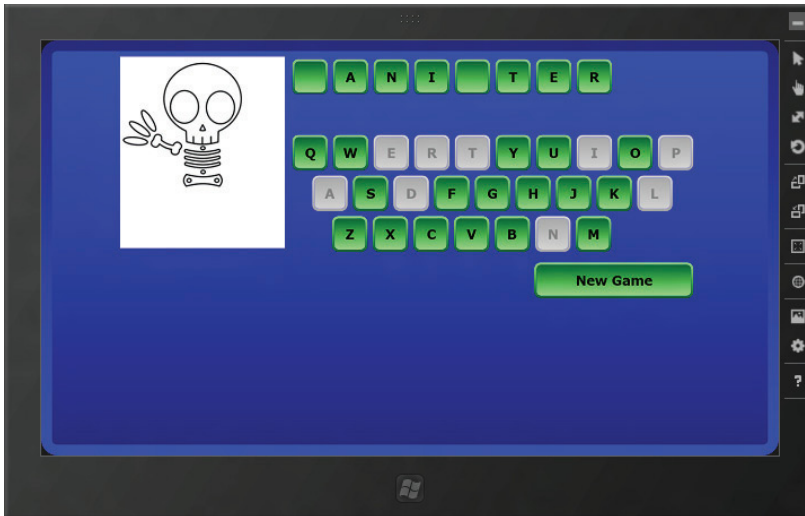 A N I T E R
Q W E R T Y U I O P
A S D F G H J K L
Z X C V B N M
New Game
?